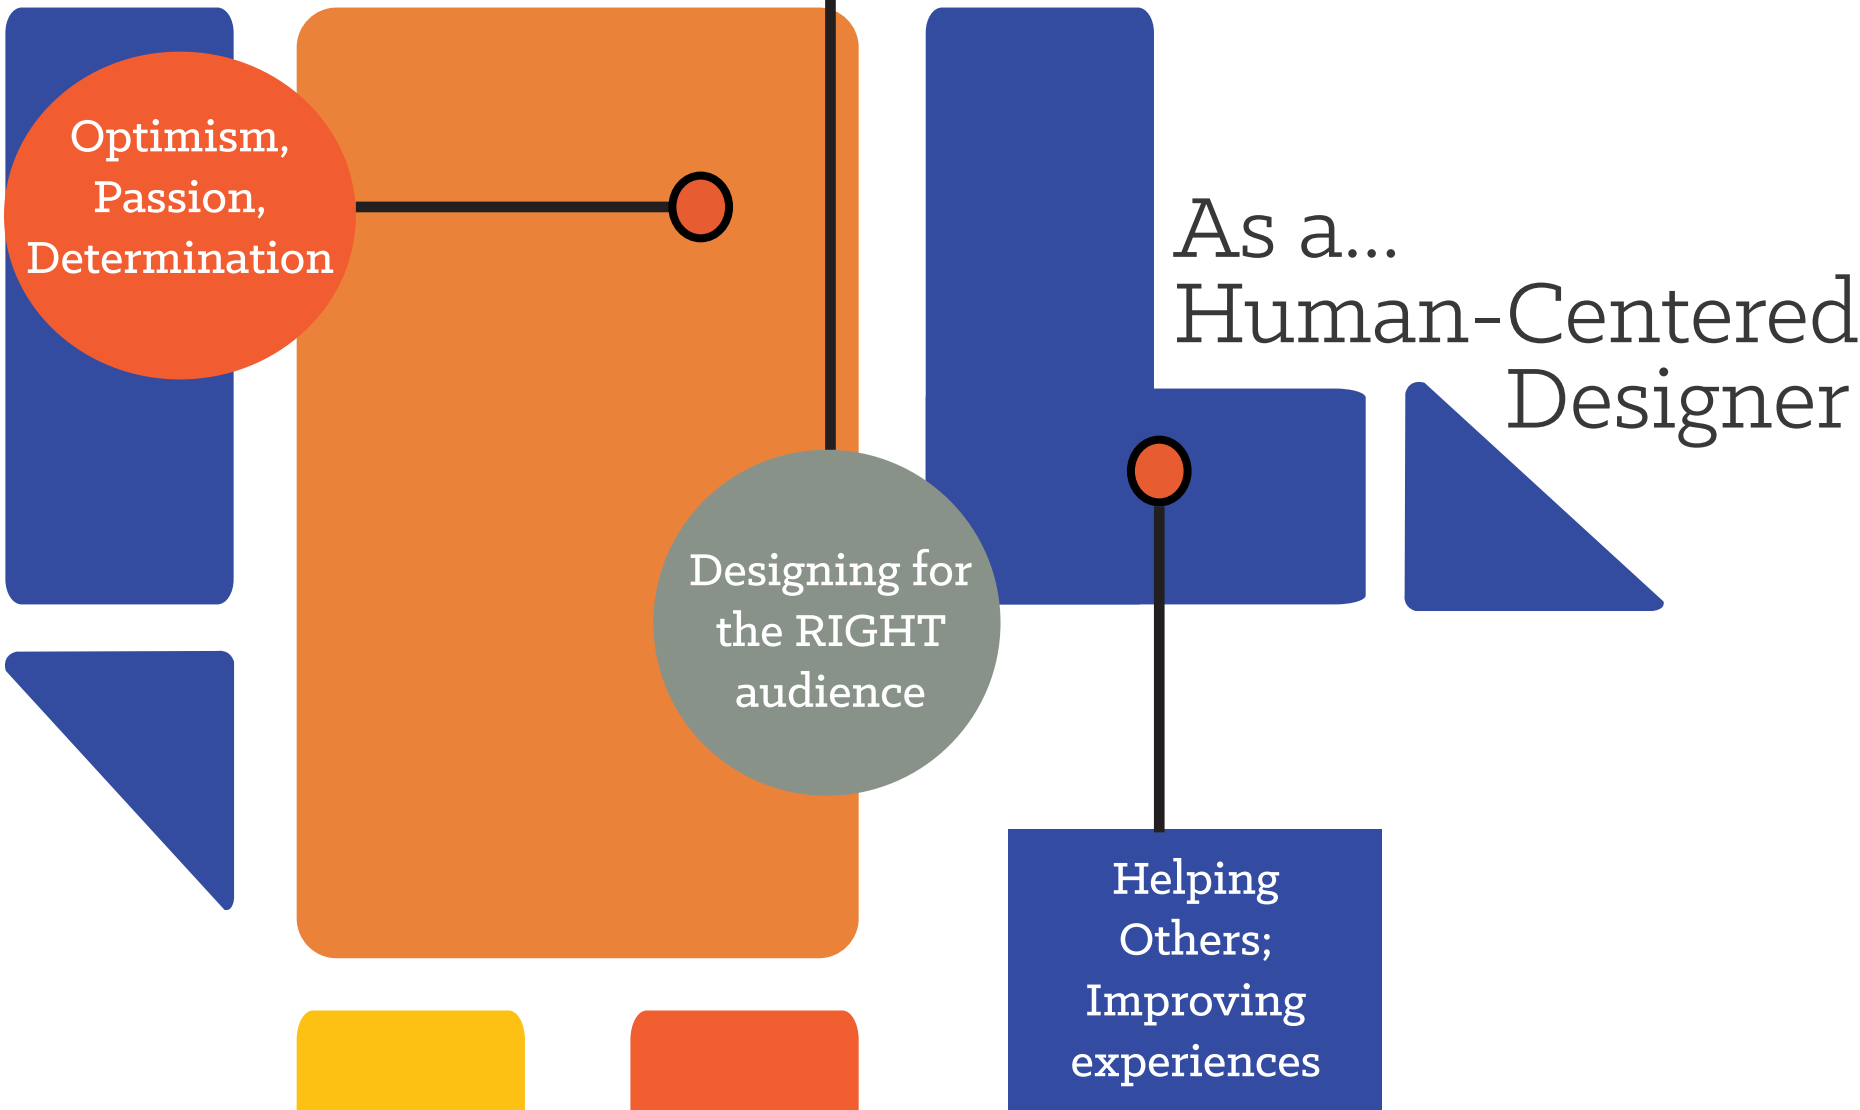 Optimism,
Passion,
Determination
As a...
Human-Centered
Designer
Designing for
the RIGHT
audience
Helping
Others;
Improving
experiences